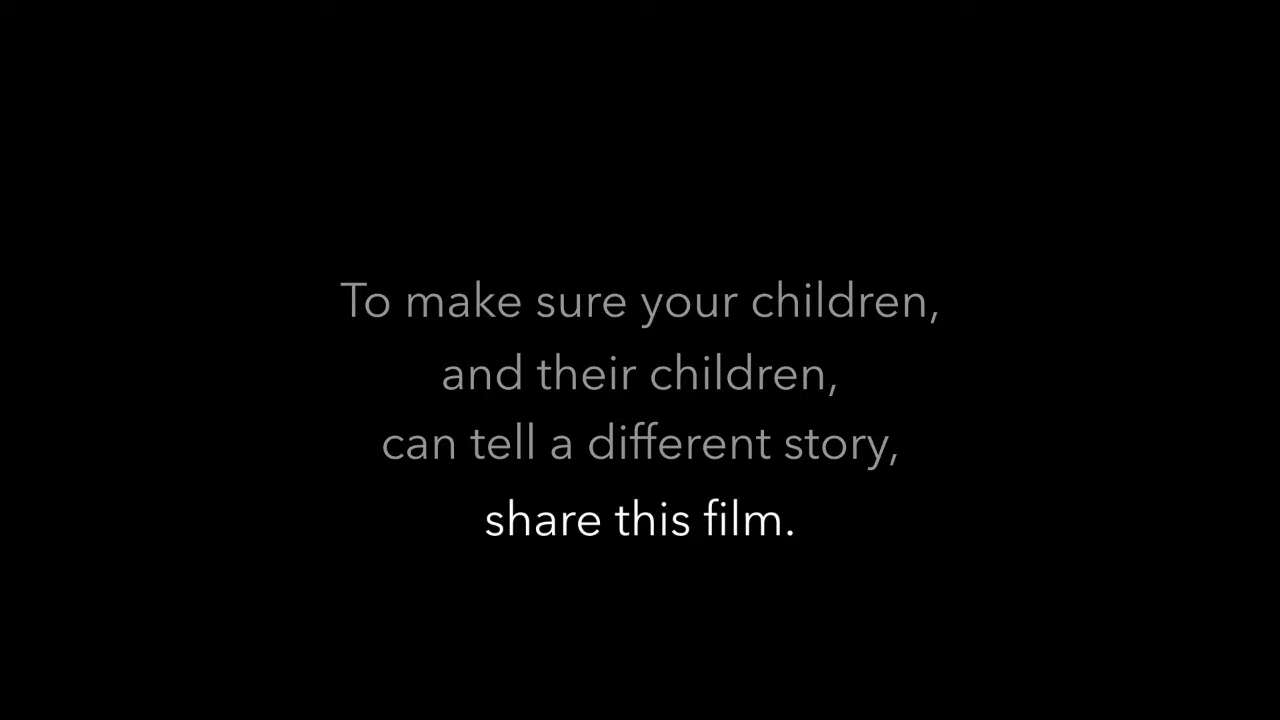 To make sure your children,
and their children,
can tell a different story,
share this film.